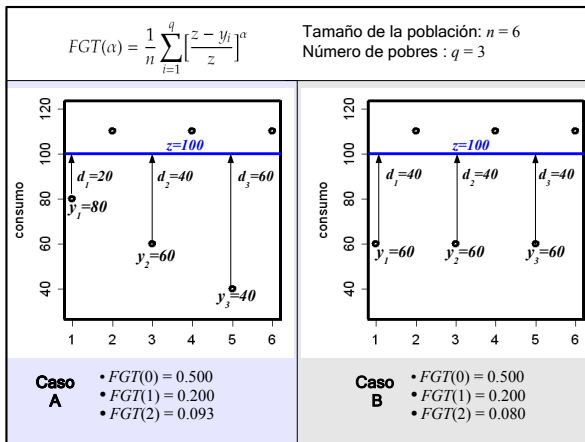 FGT(α) = \frac{1}{n} \sum_{i=1}^{q} [\frac{z − y_i}{z}]^α
Tamaño de la población: n = 6
Número de pobres : q = 3
consumo
120
100
80
60
40
z=100
d_1=20
d_2=40
d_3=60
y_1=80
y_2=60
y_3=40
1 2 3 4 5 6
consumo
120
100
80
60
40
z=100
d_1=40
d_2=40
d_3=40
y_1=60
y_2=60
y_3=60
1 2 3 4 5 6
Caso
A
• FGT(0) = 0.500
• FGT(1) = 0.200
• FGT(2) = 0.093
Caso
B
• FGT(0) = 0.500
• FGT(1) = 0.200
• FGT(2) = 0.080